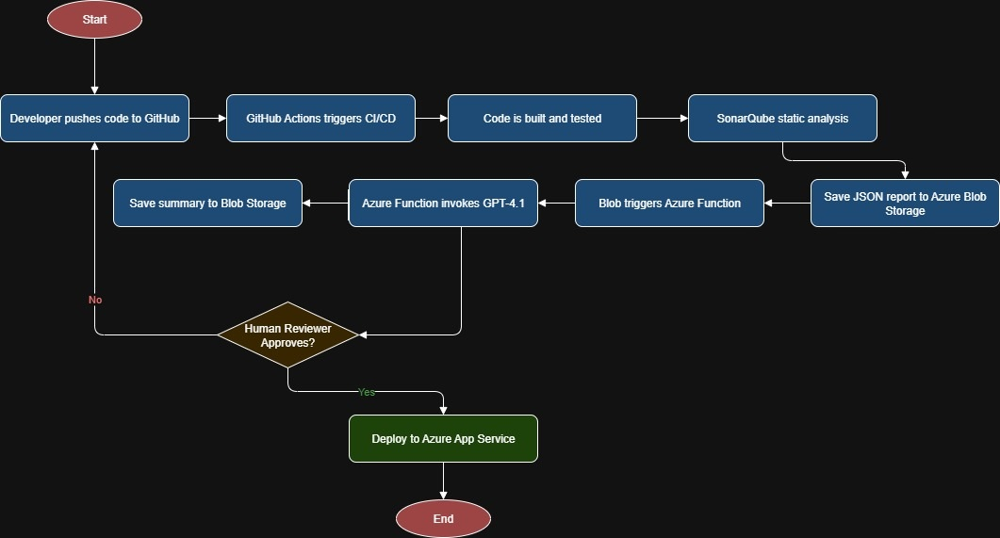 Start
Developer pushes code to GitHub
GitHub Actions triggers CI/CD
Code is built and tested
SonarQube static analysis
Save summary to Blob Storage
Azure Function invokes GPT-4.1
Blob triggers Azure Function
Save JSON report to Azure Blob
Storage
No
Human Reviewer
Approves?
Yes
Deploy to Azure App Service
End